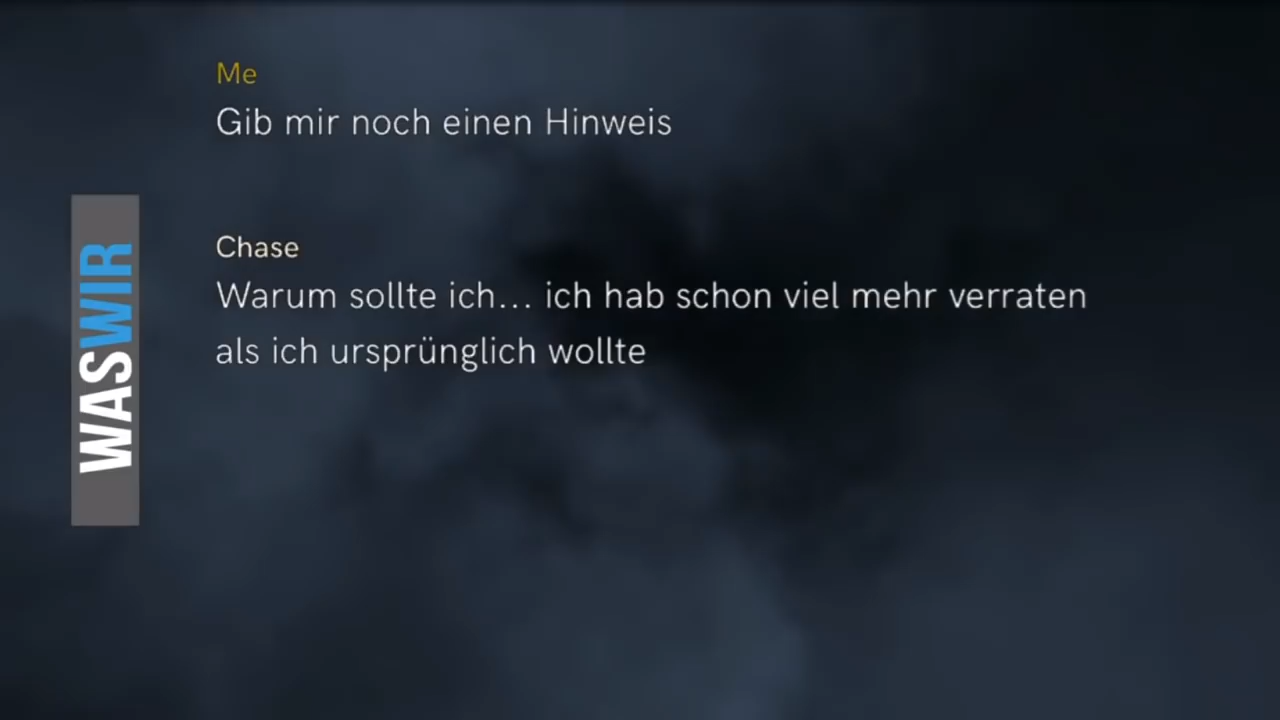 Me
Gib mir noch einen Hinweis
WASWIR
Chase
Warum sollte ich... ich hab schon viel mehr verraten
als ich ursprünglich wollte